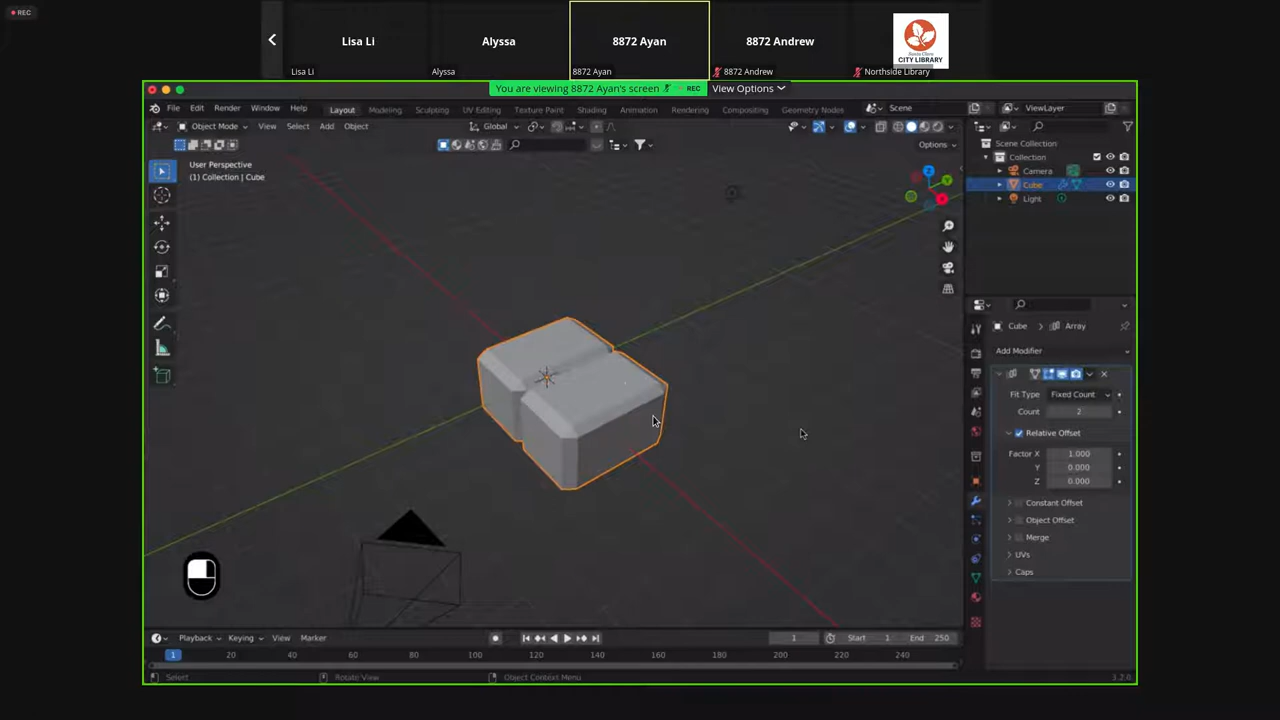 REC
Lisa Li
Alyssa
8872 Ayan
8872 Andrew
Santa Clara
CITY LIBRARY
Lisa Li
Alyssa
8872 Ayan
8872 Andrew
Northside Library
You are viewing 8872 Ayan's screen
REC
View Options
File Edit Render Window Help
Layout Modeling Sculpting UV Editing Texture Paint Shading Animation Rendering Compositing Geometry Nodes
Scene
ViewLayer
Object Mode View Select Add Object
Global
Options
User Perspective
(1) Collection | Cube
Scene Collection
Collection
Camera
Cube
Light
Cube > Array
Add Modifier
Fit Type Fixed Count
Count 2
Relative Offset
Factor X 1.000
Y 0.000
Z 0.000
Constant Offset
Object Offset
Merge
UVs
Caps
Playback Keying View Marker
1
Start 1 End 250
1 20 40 60 80 100 120 140 160 180 200 220 240
Select
Rotate View
Object Context Menu
3.2.0